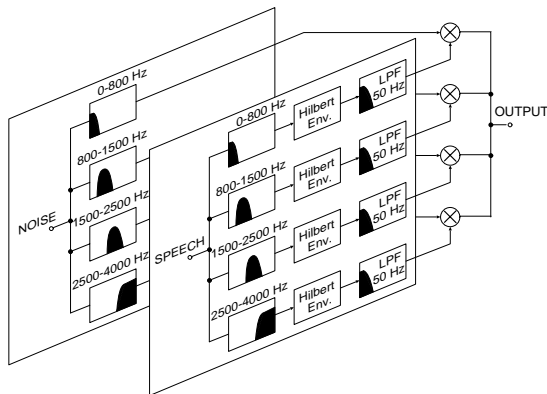 0-800 Hz
800-1500 Hz
NOISE
1500-2500 Hz
2500-4000 Hz
0-800 Hz
Hilbert
Env.
LPF
50 Hz
800-1500 Hz
Hilbert
Env.
LPF
50 Hz
SPEECH
1500-2500 Hz
Hilbert
Env.
LPF
50 Hz
2500-4000 Hz
Hilbert
Env.
LPF
50 Hz
OUTPUT